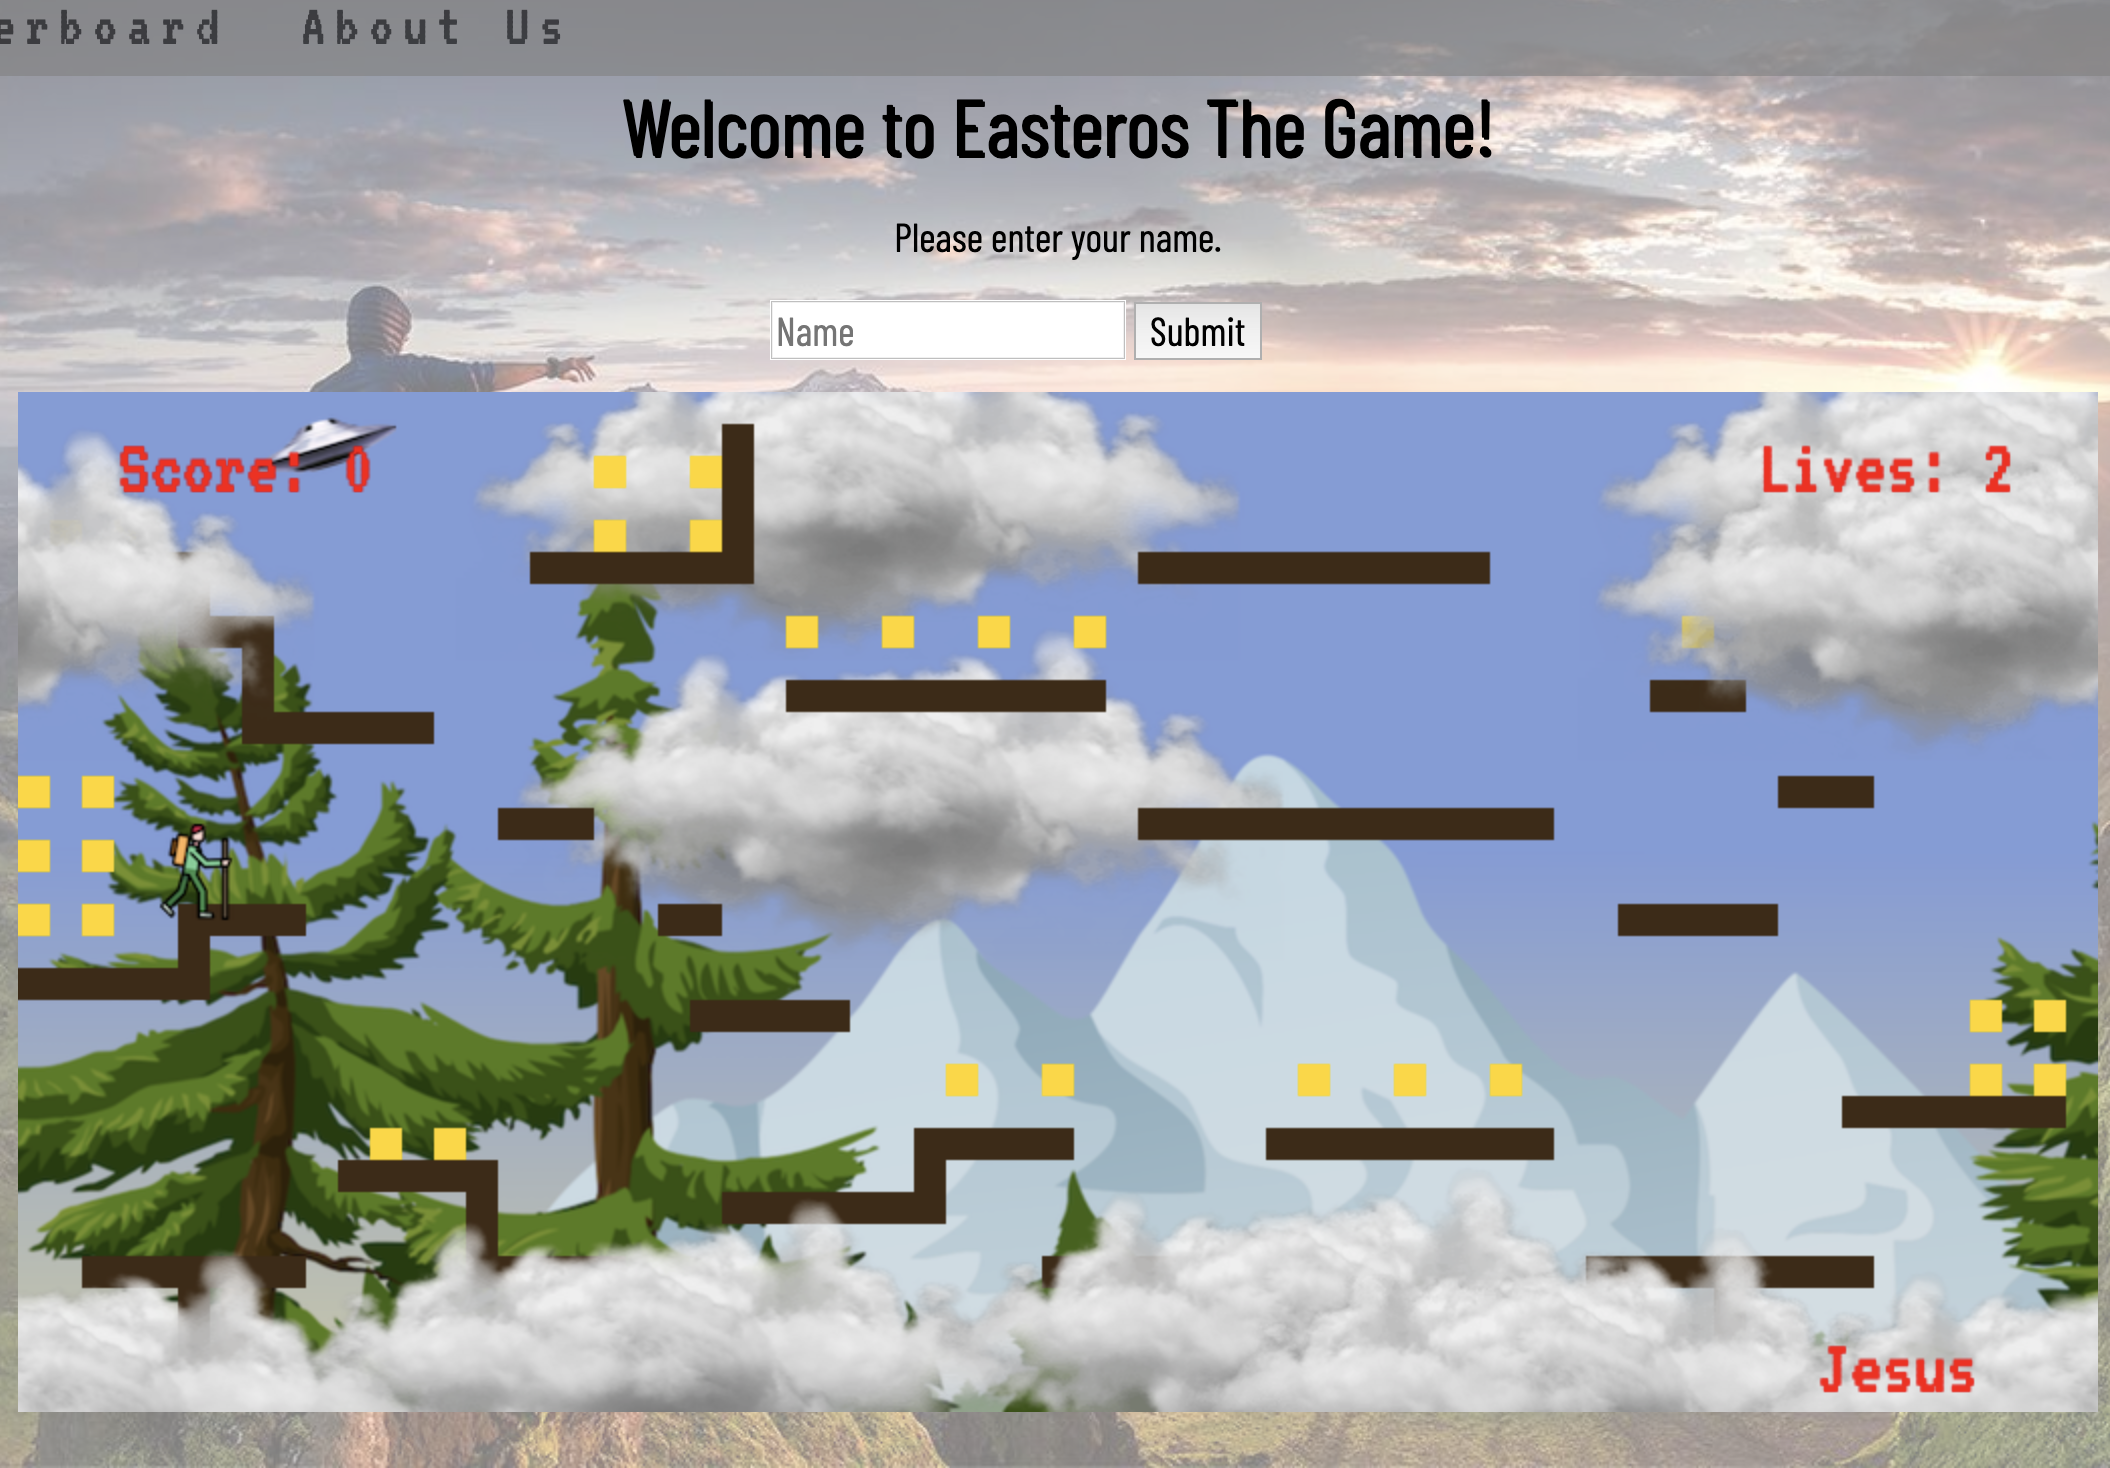 erboard About Us
Welcome to Easteros The Game!
Please enter your name.
Name Submit
Score: 0 Lives: 2
Jesus